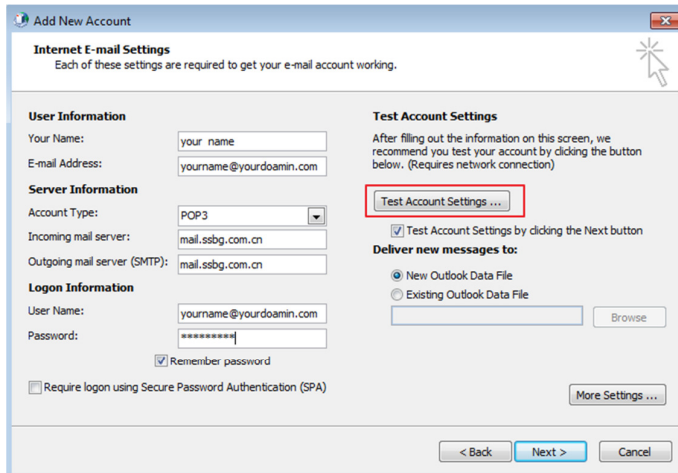 Add New Account
Internet E-mail Settings
Each of these settings are required to get your e-mail account working.
User Information
Your Name:
your name
E-mail Address:
yourname@yourdoamin.com
Server Information
Account Type:
POP3
Incoming mail server:
mail.ssbg.com.cn
Outgoing mail server (SMTP):
mail.ssbg.com.cn
Logon Information
User Name:
yourname@yourdoamin.com
Password:
*********
Remember password
Require logon using Secure Password Authentication (SPA)
Test Account Settings
After filling out the information on this screen, we
recommend you test your account by clicking the button
below. (Requires network connection)
Test Account Settings ...
Test Account Settings by clicking the Next button
Deliver new messages to:
New Outlook Data File
Existing Outlook Data File
Browse
More Settings ...
< Back
Next >
Cancel